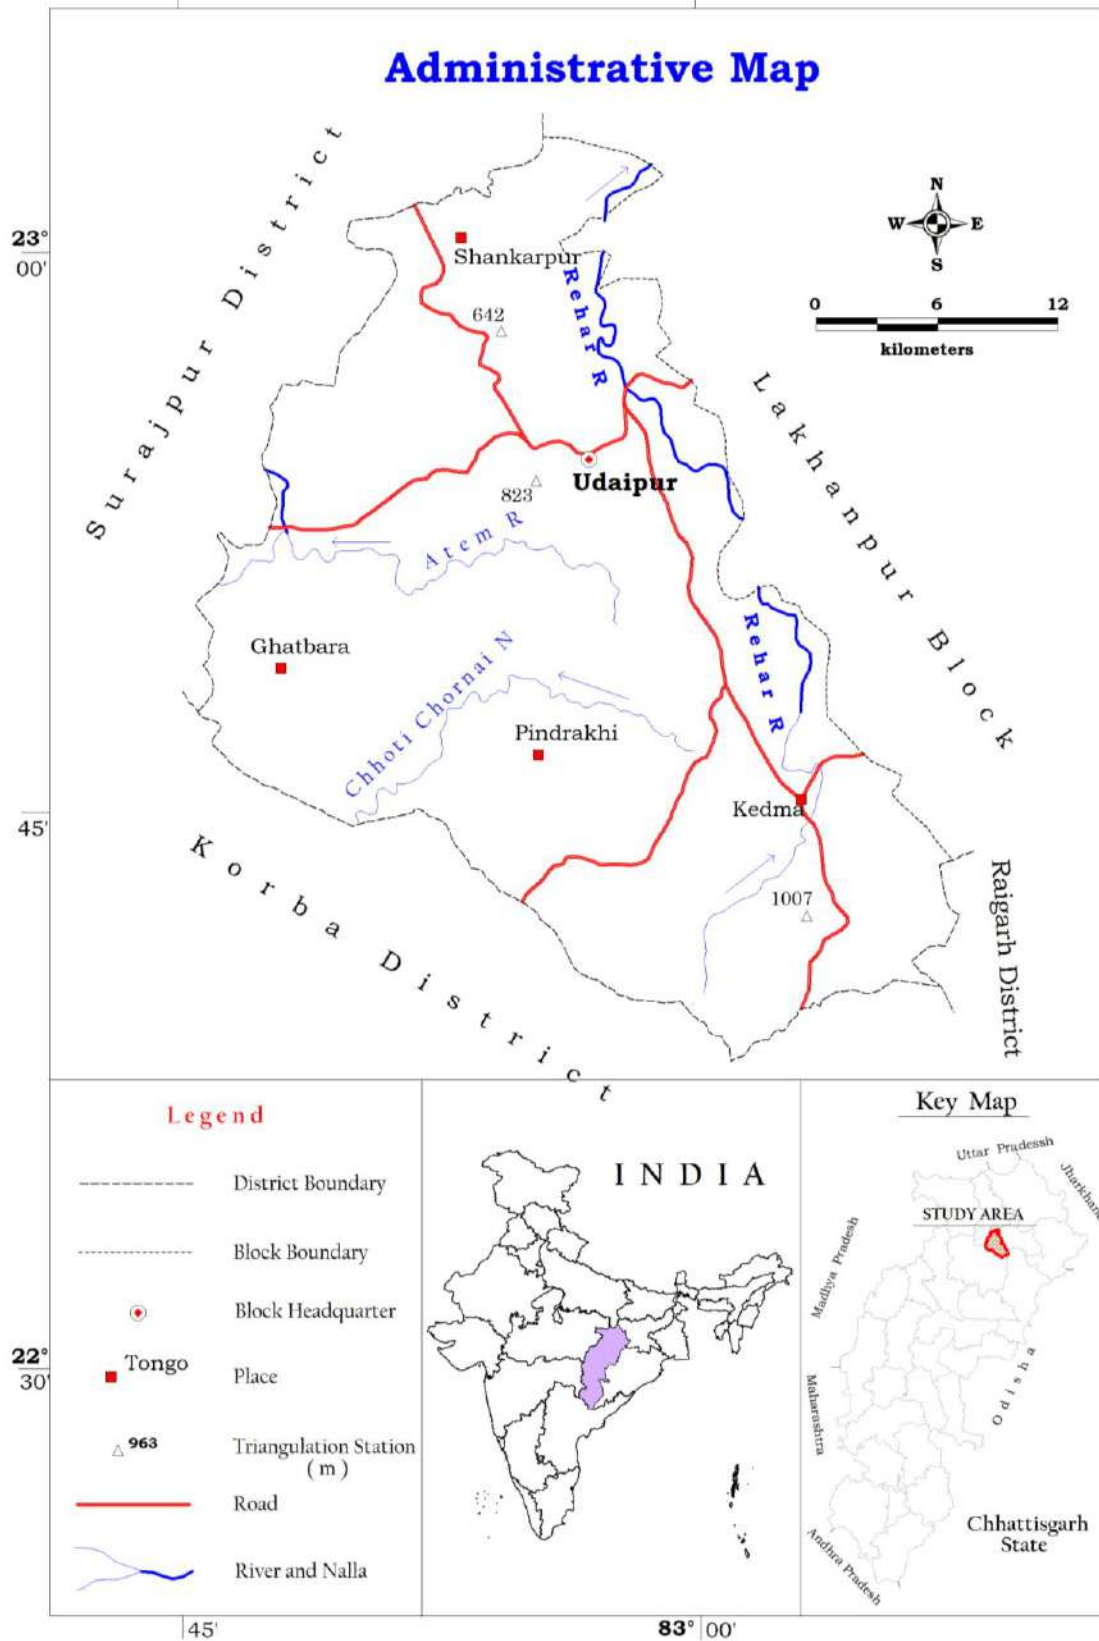 Administrative Map
Surajpur District
23°
00'
Shankarpur
N
W E
S
0 6 12
kilometers
642
Rehar R
Lakhanpur Block
Udaipur
823
Atem R
Ghatbara
Chhoti Chornai N
Rehar R
Pindrakhi
Kedma
45'
Korba District
1007
Raigarh District
Legend
District Boundary
Block Boundary
Block Headquarter
Tongo
Place
963
Triangulation Station
( m )
Road
River and Nalla
22°
30'
INDIA
Key Map
Uttar Pradessh
Jharkhand
STUDY AREA
Madhya Pradesh
Maharashtra
Odisha
Andhra Pradesh
Chhattisgarh
State
45'
83° 00'